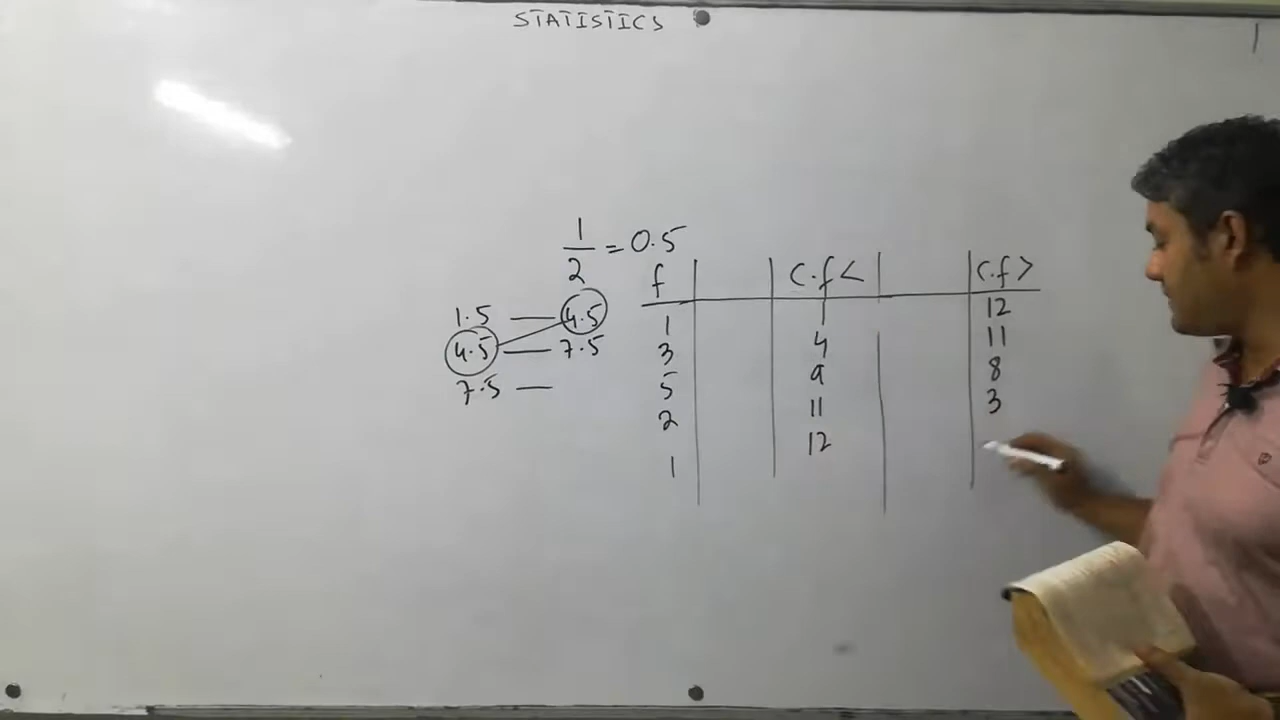 STATISTICS
1/2 = 0.5
f | | C.f < | | C.f >
1.5 — 4.5
4.5 — 7.5
7.5 —
1 | | 1 | | 12
3 | | 4 | | 11
5 | | 9 | | 8
2 | | 11 | | 3
1 | | 12 | |